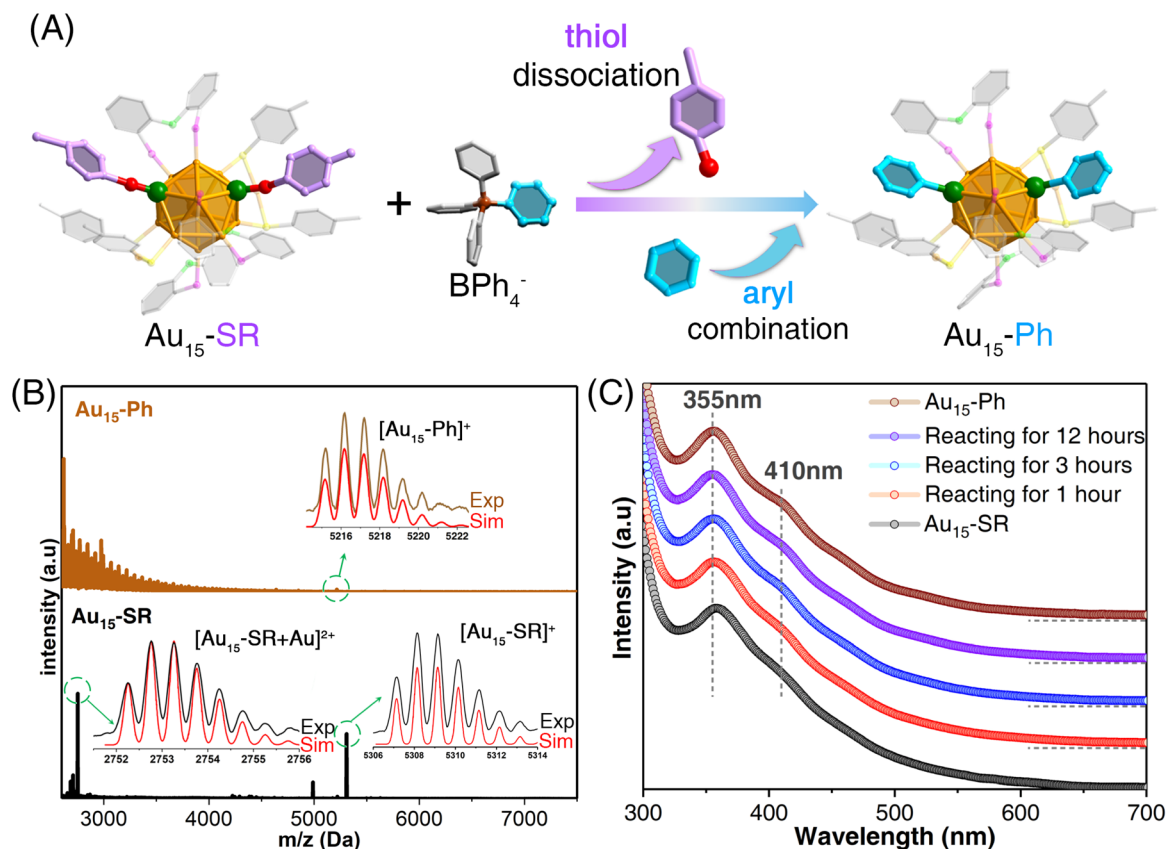 (A)
thiol
dissociation
+
BPh₄⁻
aryl
combination
Au₁₅-SR
Au₁₅-Ph
(B)
Au₁₅-Ph
[Au₁₅-Ph]⁺
Exp
Sim
5216 5218 5220 5222
Au₁₅-SR
[Au₁₅-SR+Au]²⁺
Exp
Sim
2752 2753 2754 2755 2756
[Au₁₅-SR]⁺
Exp
Sim
5306 5308 5310 5312 5314
intensity (a.u)
3000 4000 5000 6000 7000
m/z (Da)
(C)
355nm
410nm
Au₁₅-Ph
Reacting for 12 hours
Reacting for 3 hours
Reacting for 1 hour
Au₁₅-SR
Intensity (a.u)
300 400 500 600 700
Wavelength (nm)